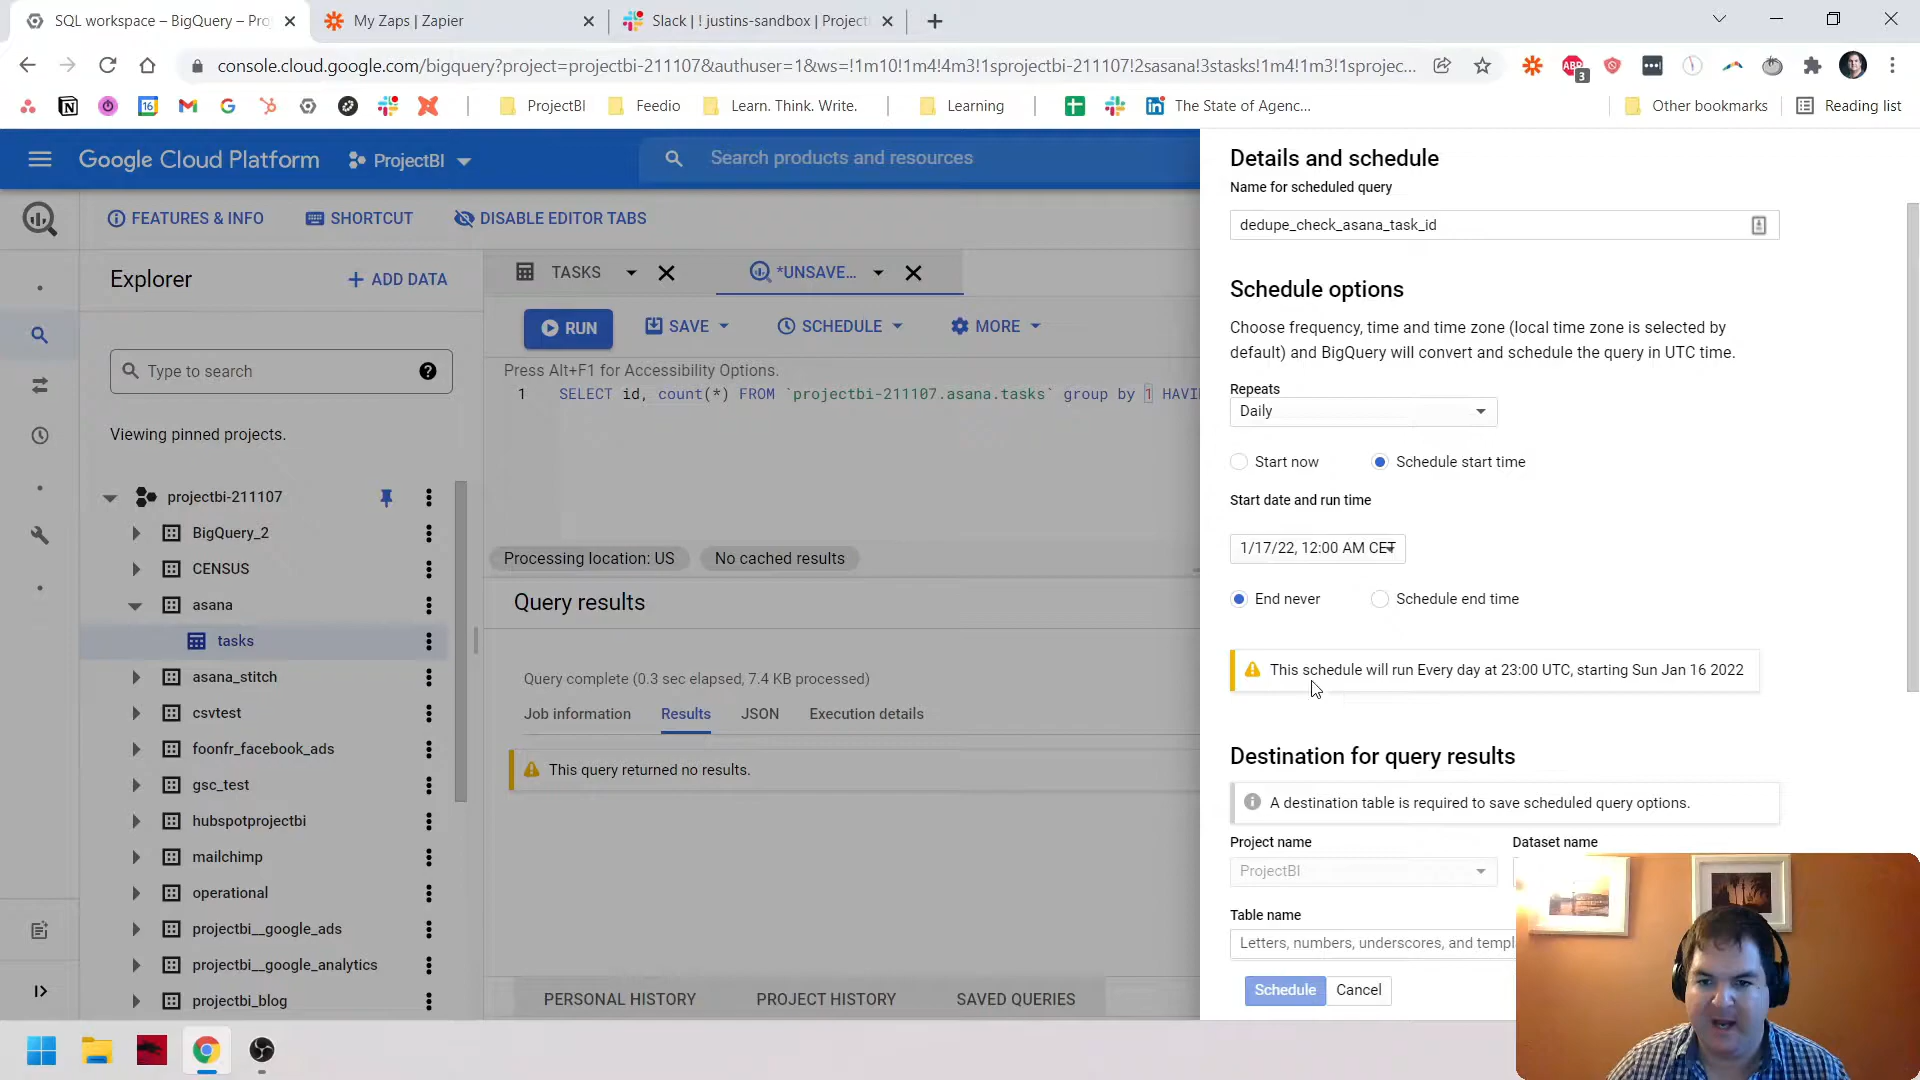 SQL workspace – BigQuery – Pro
My Zaps | Zapier
Slack | ! justins-sandbox | Project
console.cloud.google.com/bigquery?project=projectbi-211107&authuser=1&ws=!1m10!1m4!4m3!1sprojectbi-211107!2sasana!3stasks!1m4!1m3!1sprojec...
3
16
ProjectBI
Feedio
Learn. Think. Write.
Learning
The State of Agenc...
Other bookmarks
Reading list
Google Cloud Platform
ProjectBI
Search products and resources
FEATURES & INFO
SHORTCUT
DISABLE EDITOR TABS
Explorer
+ ADD DATA
Type to search
Viewing pinned projects.
projectbi-211107
BigQuery_2
CENSUS
asana
tasks
asana_stitch
csvtest
foonfr_facebook_ads
gsc_test
hubspotprojectbi
mailchimp
operational
projectbi__google_ads
projectbi__google_analytics
projectbi_blog
TASKS
*UNSAVE...
RUN
SAVE
SCHEDULE
MORE
Press Alt+F1 for Accessibility Options.
1 SELECT id, count(*) FROM `projectbi-211107.asana.tasks` group by 1 HAVI
Processing location: US
No cached results
Query results
Query complete (0.3 sec elapsed, 7.4 KB processed)
Job information
Results
JSON
Execution details
This query returned no results.
PERSONAL HISTORY
PROJECT HISTORY
SAVED QUERIES
Details and schedule
Name for scheduled query
dedupe_check_asana_task_id
Schedule options
Choose frequency, time and time zone (local time zone is selected by
default) and BigQuery will convert and schedule the query in UTC time.
Repeats
Daily
Start now
Schedule start time
Start date and run time
1/17/22, 12:00 AM CET
End never
Schedule end time
This schedule will run Every day at 23:00 UTC, starting Sun Jan 16 2022
Destination for query results
A destination table is required to save scheduled query options.
Project name
Dataset name
ProjectBI
Table name
Letters, numbers, underscores, and templ
Schedule
Cancel